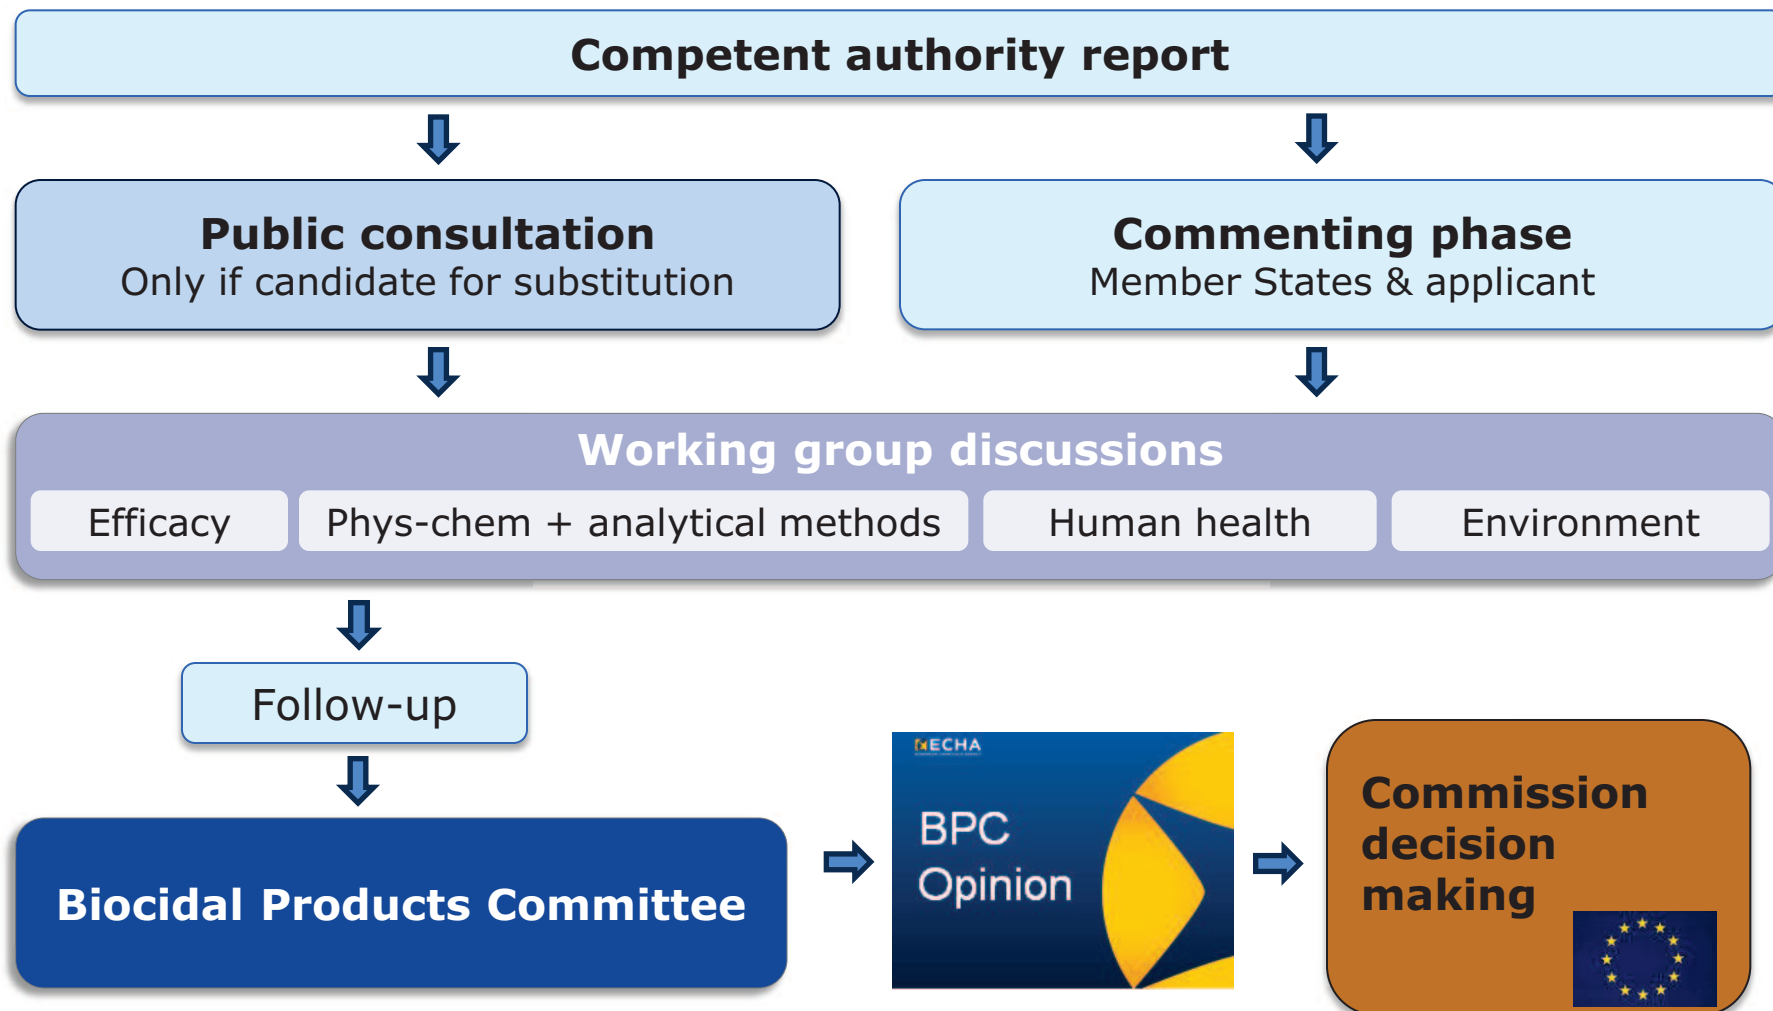 Competent authority report
Public consultation
Only if candidate for substitution
Commenting phase
Member States & applicant
Working group discussions
Efficacy
Phys-chem + analytical methods
Human health
Environment
Follow-up
Biocidal Products Committee
ECHA
BPC
Opinion
Commission
decision
making